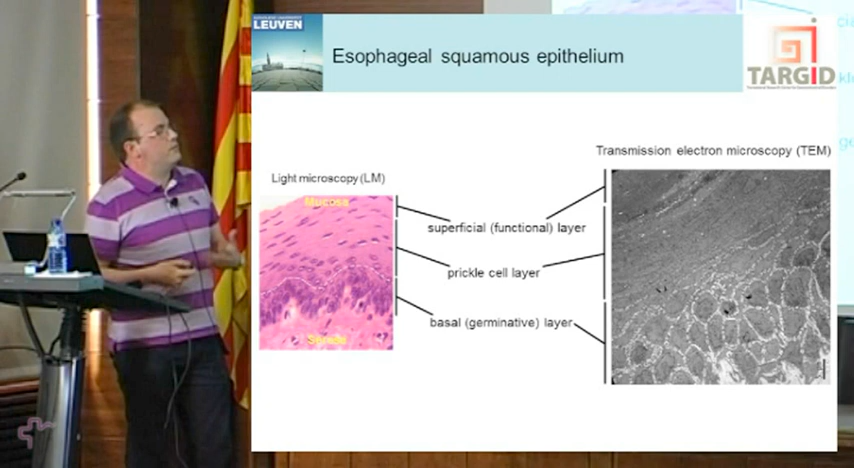 LEUVEN
Esophageal squamous epithelium
TARGID
Transmission electron microscopy (TEM)
Light microscopy (LM)
Mucosa
superficial (functional) layer
prickle cell layer
basal (germinative) layer
Serosa